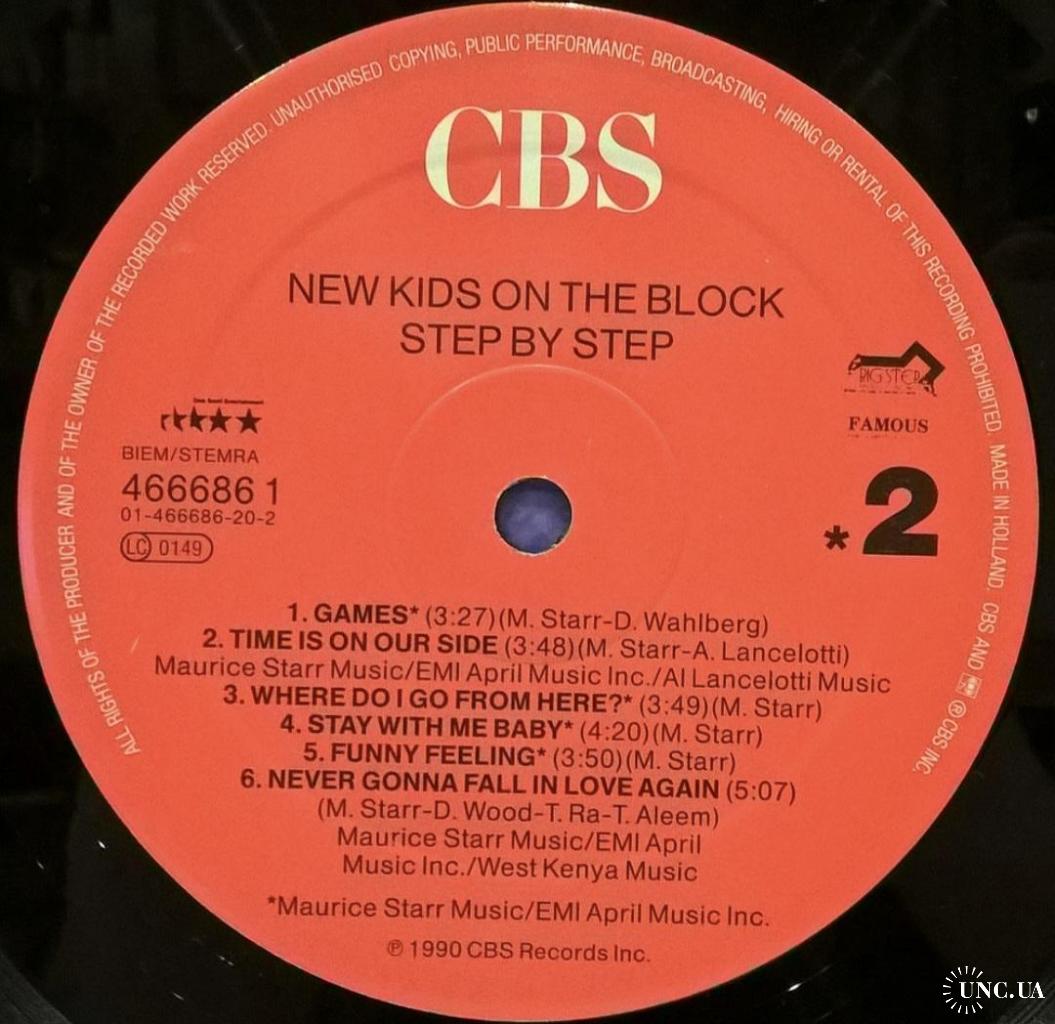 ALL RIGHTS OF THE PRODUCER AND OF THE OWNER OF THE RECORDED WORK RESERVED. UNAUTHORISED COPYING, PUBLIC PERFORMANCE, BROADCASTING, HIRING OR RENTAL OF THIS RECORDING PROHIBITED. MADE IN HOLLAND. CBS AND ® CBS INC.
CBS
NEW KIDS ON THE BLOCK
STEP BY STEP
BIG STEP
FAMOUS
BIEM/STEMRA
466686 1
01-466686-20-2
LC 0149
*2
1. GAMES* (3:27)(M. Starr-D. Wahlberg)
2. TIME IS ON OUR SIDE (3:48)(M. Starr-A. Lancelotti)
Maurice Starr Music/EMI April Music Inc./Al Lancelotti Music
3. WHERE DO I GO FROM HERE?* (3:49)(M. Starr)
4. STAY WITH ME BABY* (4:20)(M. Starr)
5. FUNNY FEELING* (3:50)(M. Starr)
6. NEVER GONNA FALL IN LOVE AGAIN (5:07)
(M. Starr-D. Wood-T. Ra-T. Aleem)
Maurice Starr Music/EMI April
Music Inc./West Kenya Music
*Maurice Starr Music/EMI April Music Inc.
℗ 1990 CBS Records Inc.
UNC.UA